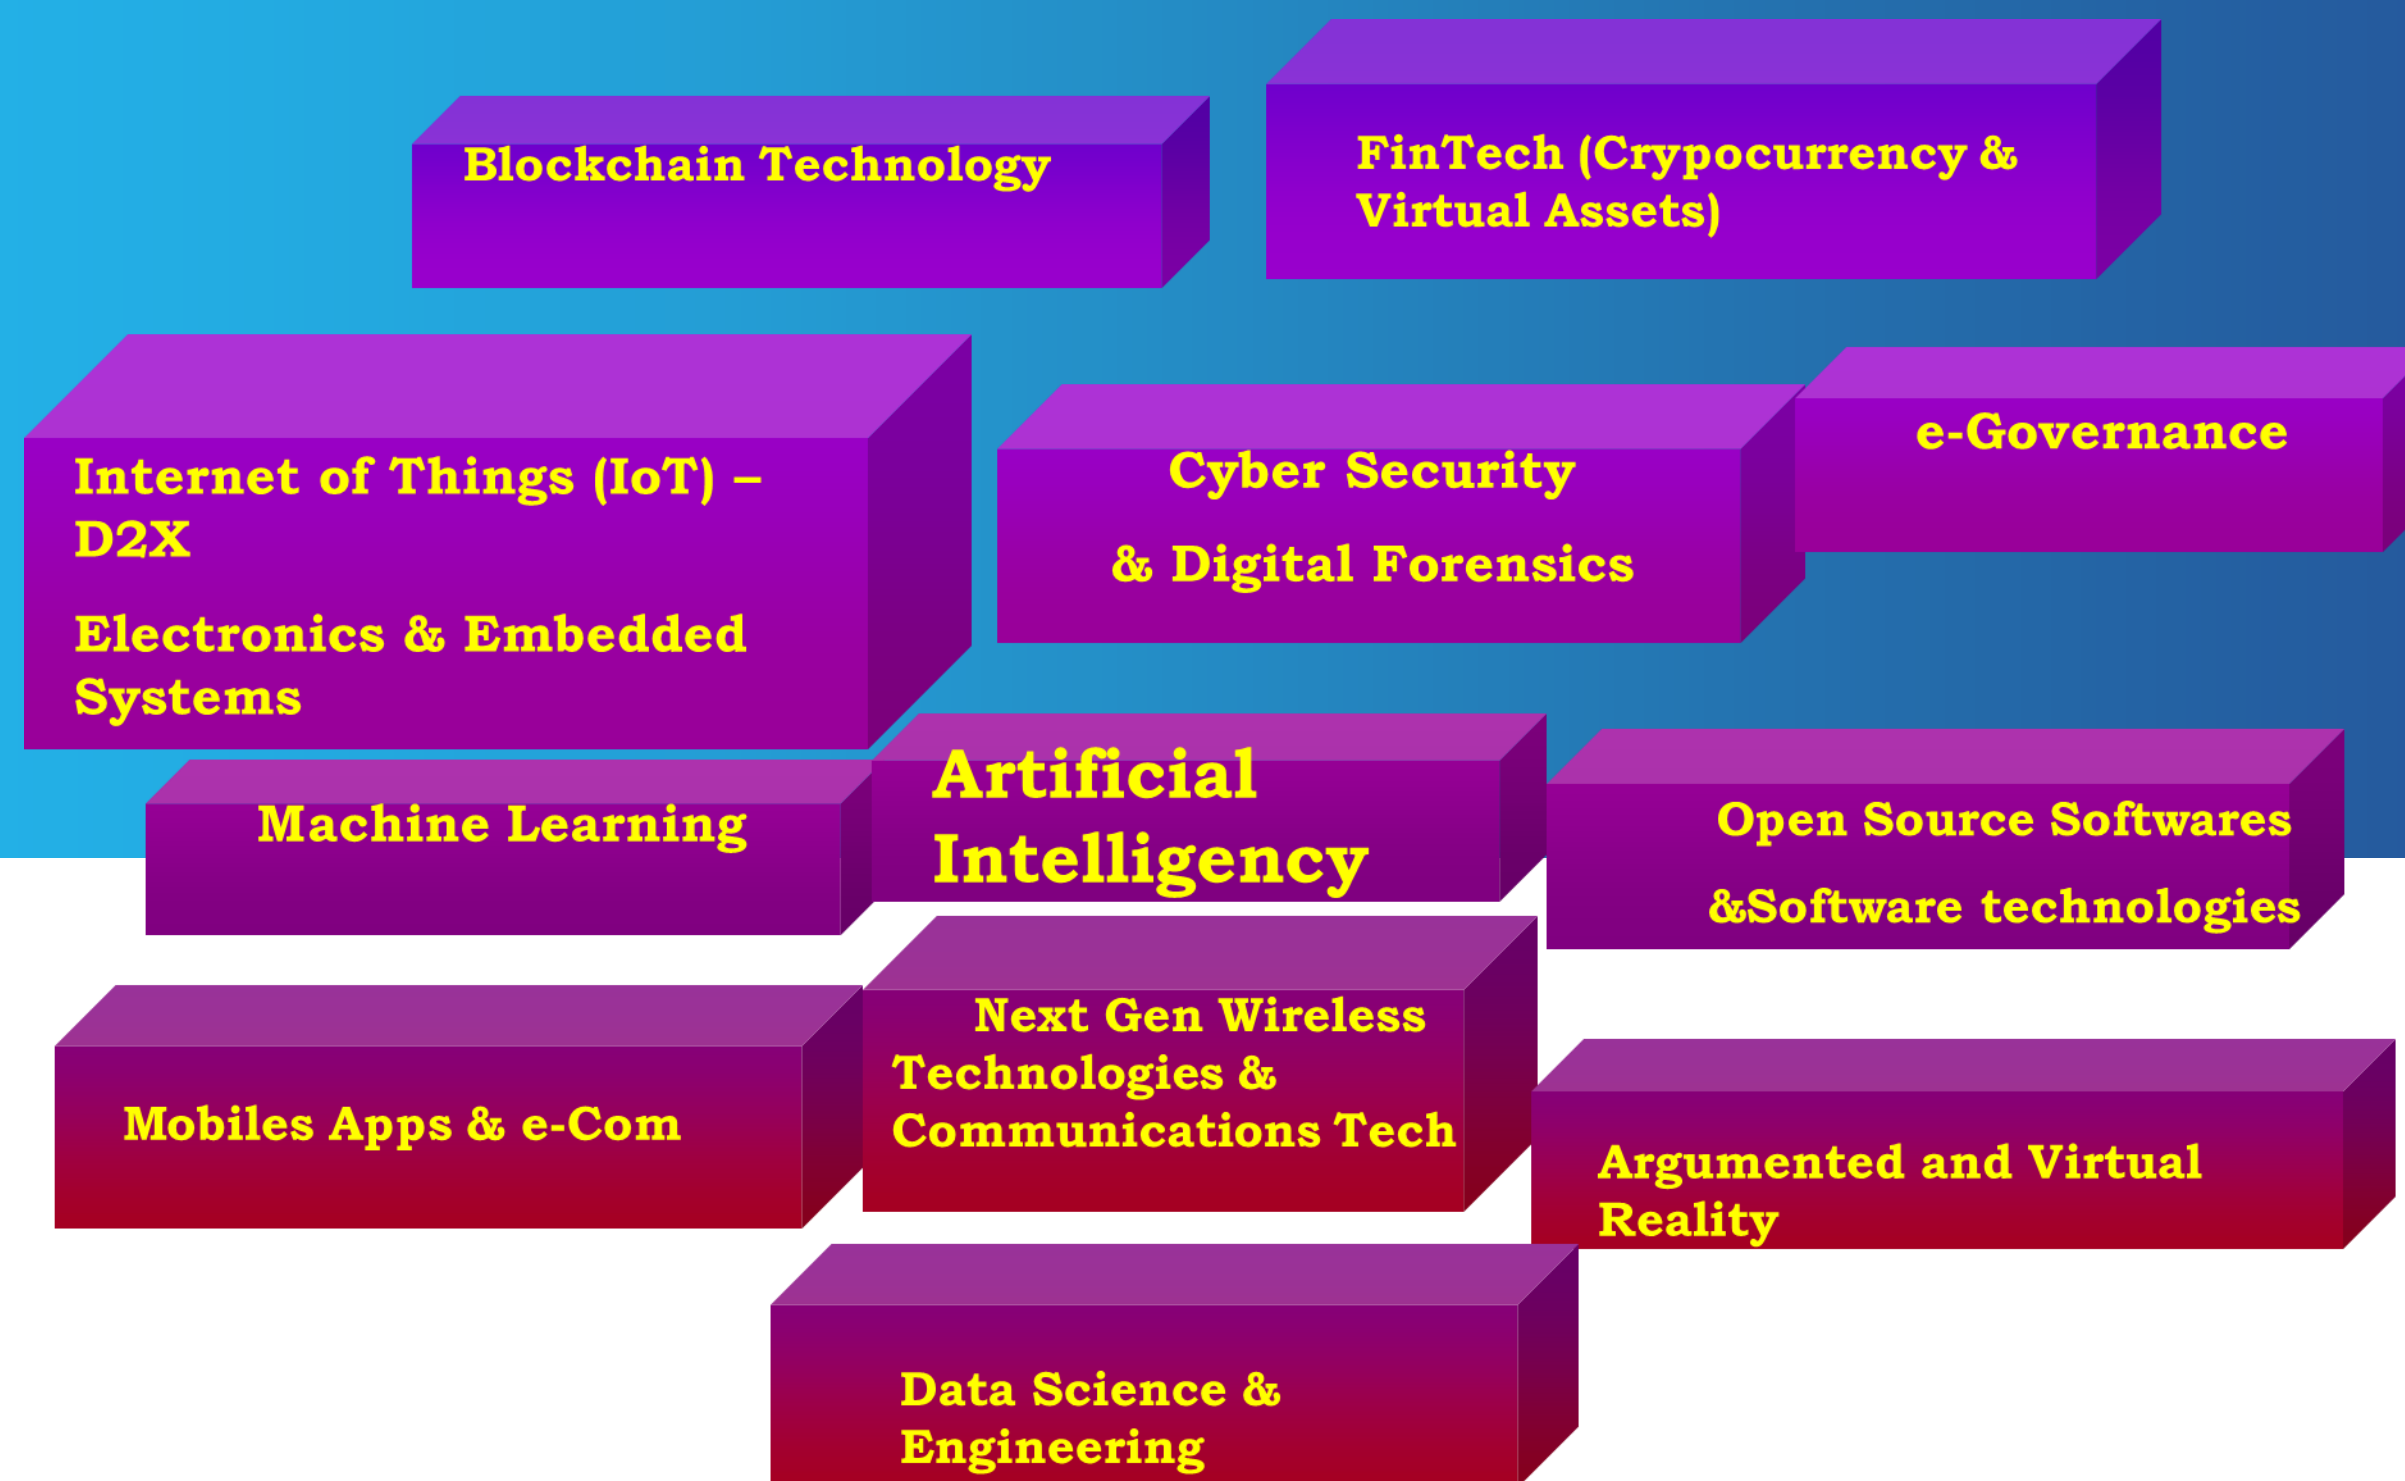 Blockchain Technology
FinTech (Crypocurrency &
Virtual Assets)
Internet of Things (IoT) –
D2X
Electronics & Embedded
Systems
Cyber Security
& Digital Forensics
e-Governance
Machine Learning
Artificial
Intelligency
Open Source Softwares
&Software technologies
Mobiles Apps & e-Com
Next Gen Wireless
Technologies &
Communications Tech
Argumented and Virtual
Reality
Data Science &
Engineering